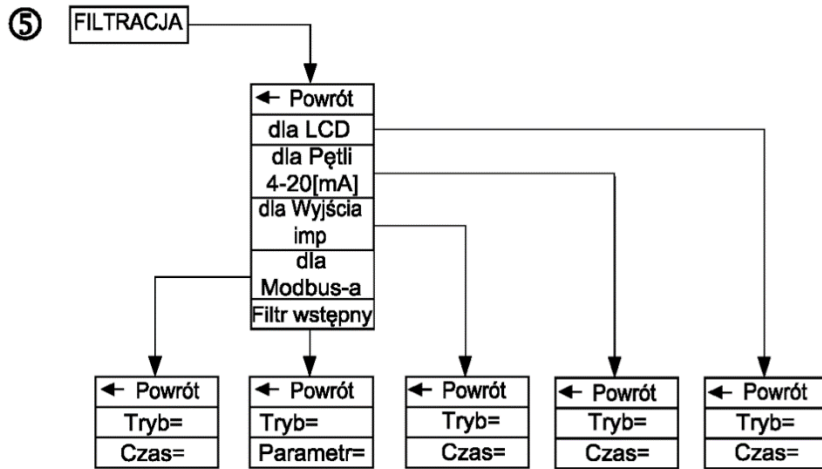 ⑤ FILTRACJA
← Powrót
dla LCD
dla Pętli
4-20[mA]
dla Wyjścia
imp
dla
Modbus-a
Filtr wstępny
← Powrót
Tryb=
Czas=
← Powrót
Tryb=
Parametr=
← Powrót
Tryb=
Czas=
← Powrót
Tryb=
Czas=
← Powrót
Tryb=
Czas=